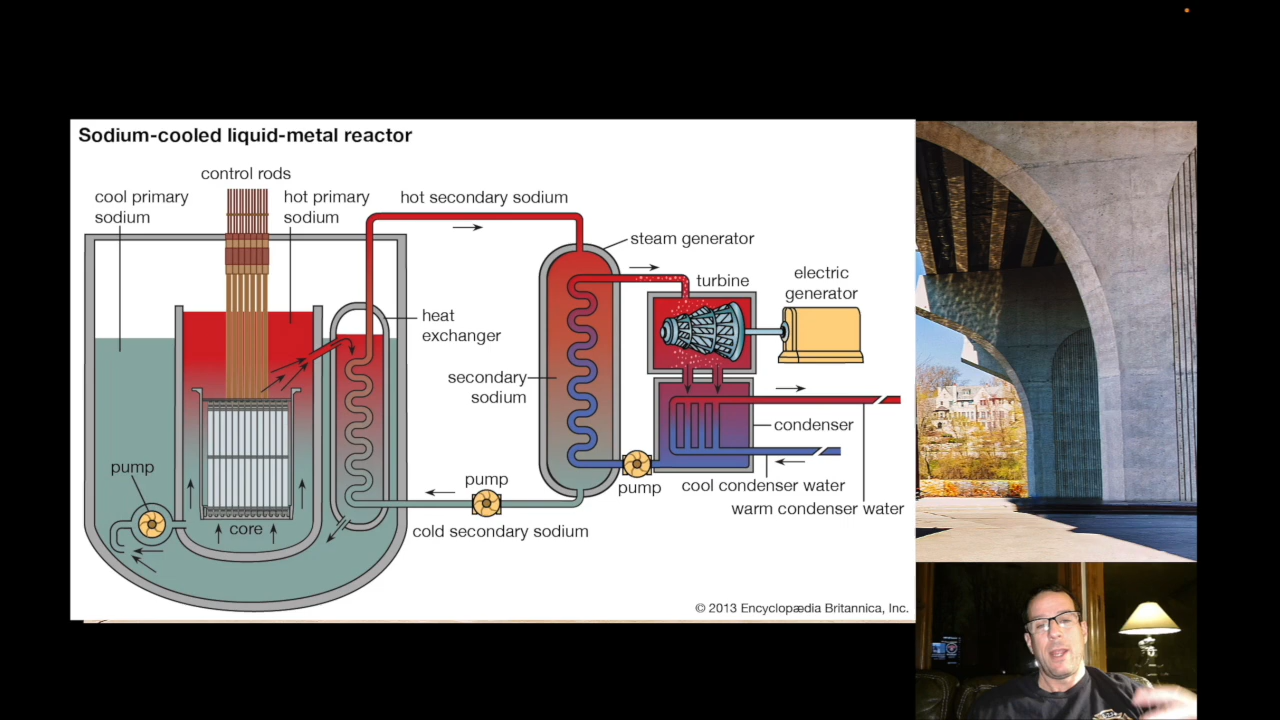 Sodium-cooled liquid-metal reactor
control rods
cool primary
sodium
hot primary
sodium
hot secondary sodium
steam generator
turbine
electric
generator
heat
exchanger
secondary
sodium
condenser
pump
pump
pump
cool condenser water
warm condenser water
core
cold secondary sodium
© 2013 Encyclopædia Britannica, Inc.